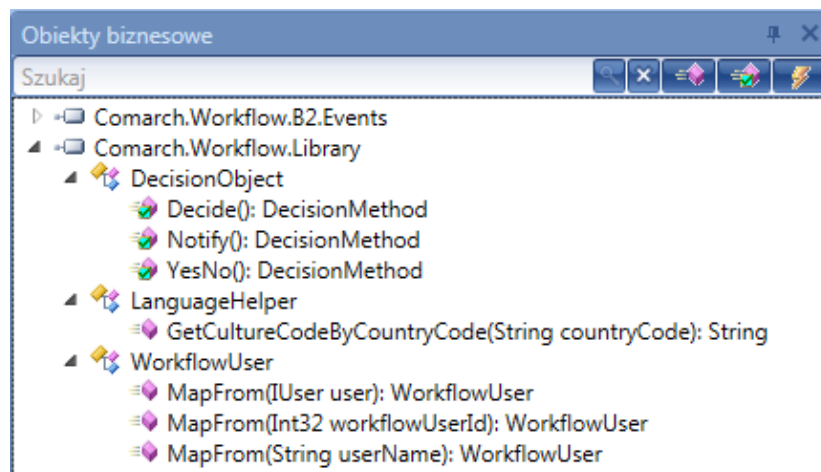 Obiekty biznesowe
Szukaj
Comarch.Workflow.B2.Events
Comarch.Workflow.Library
DecisionObject
Decide(): DecisionMethod
Notify(): DecisionMethod
YesNo(): DecisionMethod
LanguageHelper
GetCultureCodeByCountryCode(String countryCode): String
WorkflowUser
MapFrom(IUser user): WorkflowUser
MapFrom(Int32 workflowUserId): WorkflowUser
MapFrom(String userName): WorkflowUser